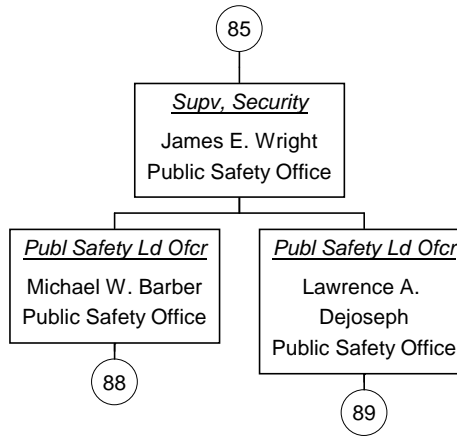 85
Supv, Security
James E. Wright
Public Safety Office
Publ Safety Ld Ofcr
Michael W. Barber
Public Safety Office
88
Publ Safety Ld Ofcr
Lawrence A.
Dejoseph
Public Safety Office
89